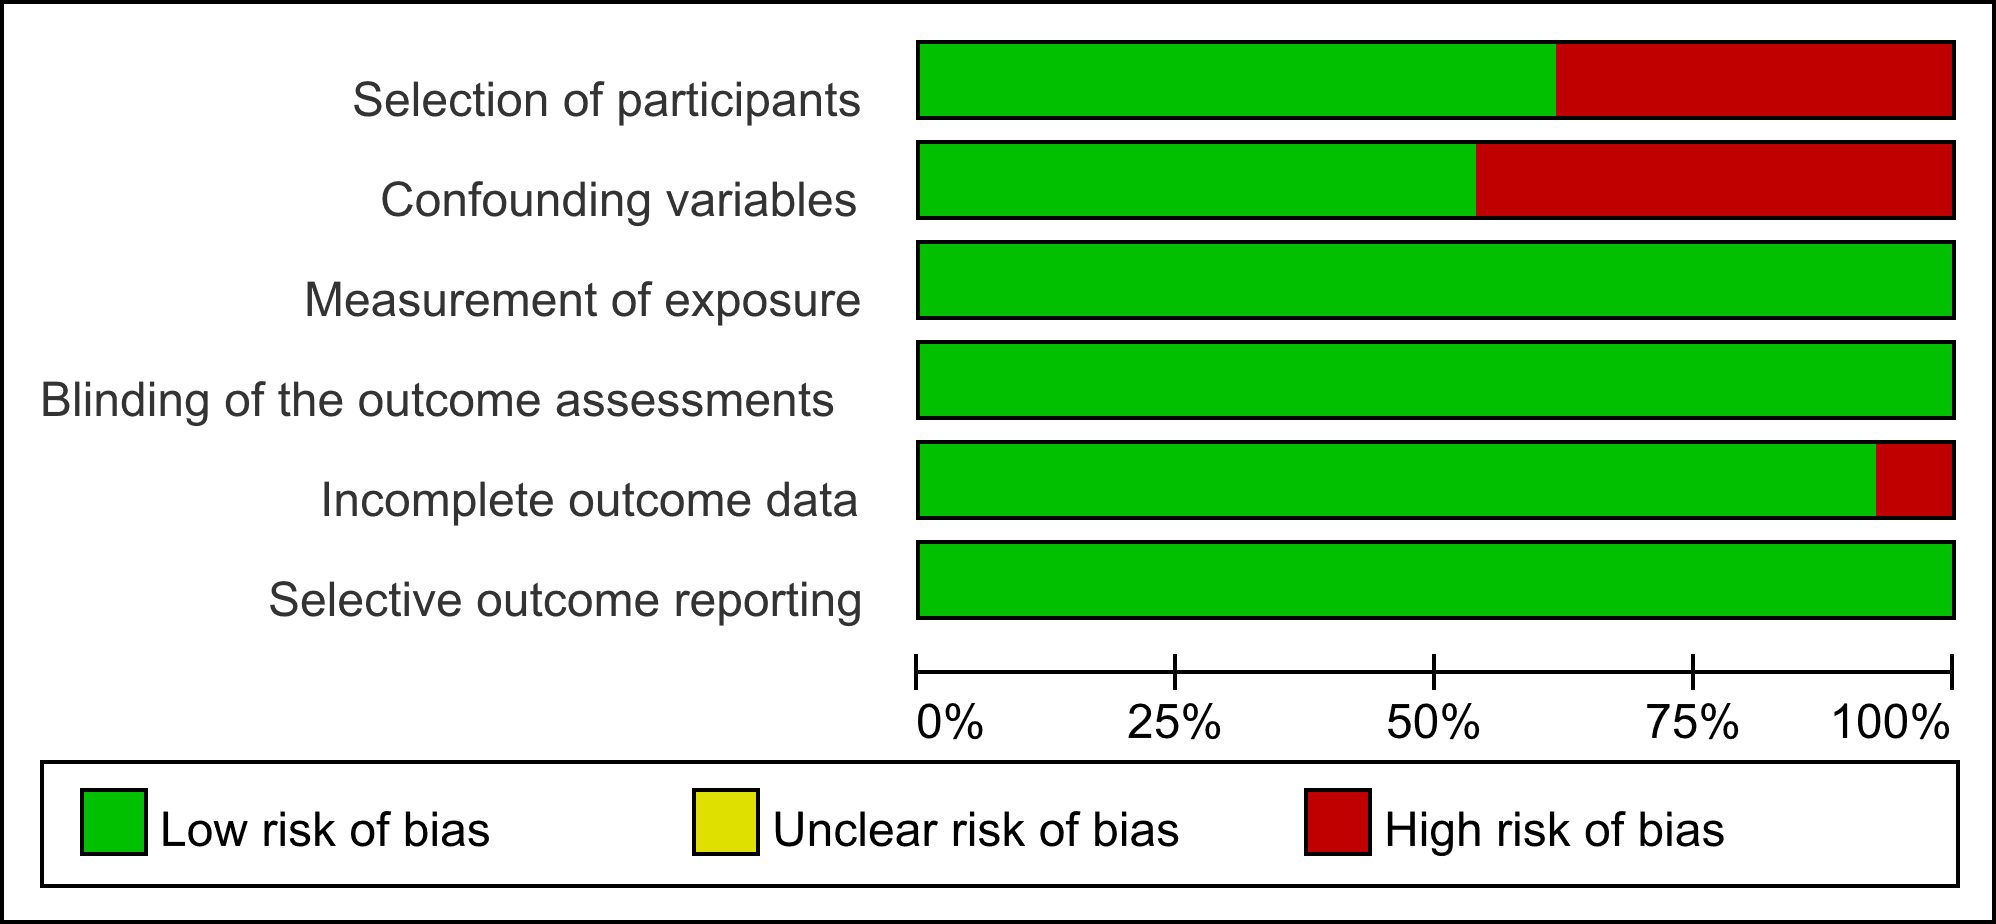 Selection of participants
Confounding variables
Measurement of exposure
Blinding of the outcome assessments
Incomplete outcome data
Selective outcome reporting
0% 25% 50% 75% 100%
Low risk of bias Unclear risk of bias High risk of bias